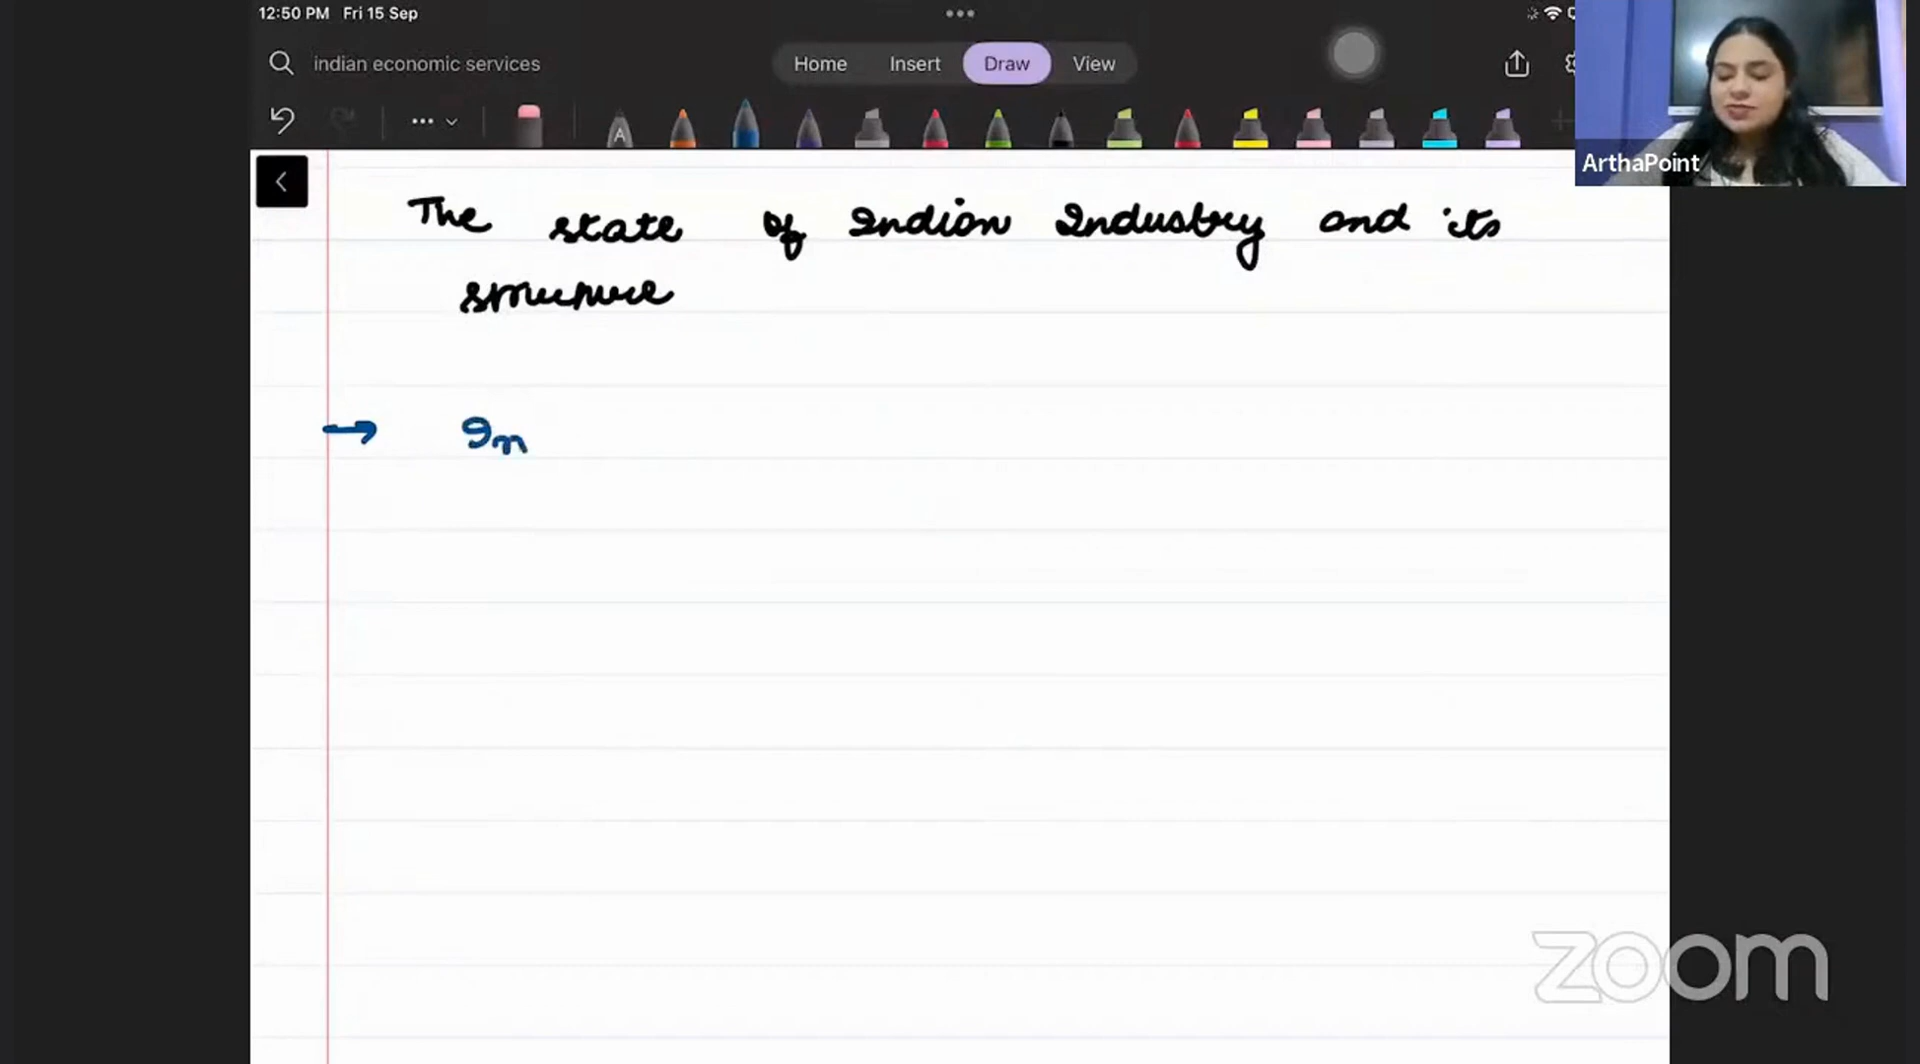 12:50 PM Fri 15 Sep
indian economic services
Home Insert Draw View
A
ArthaPoint
The state of Indian Industry and its
structure
→ In
zoom